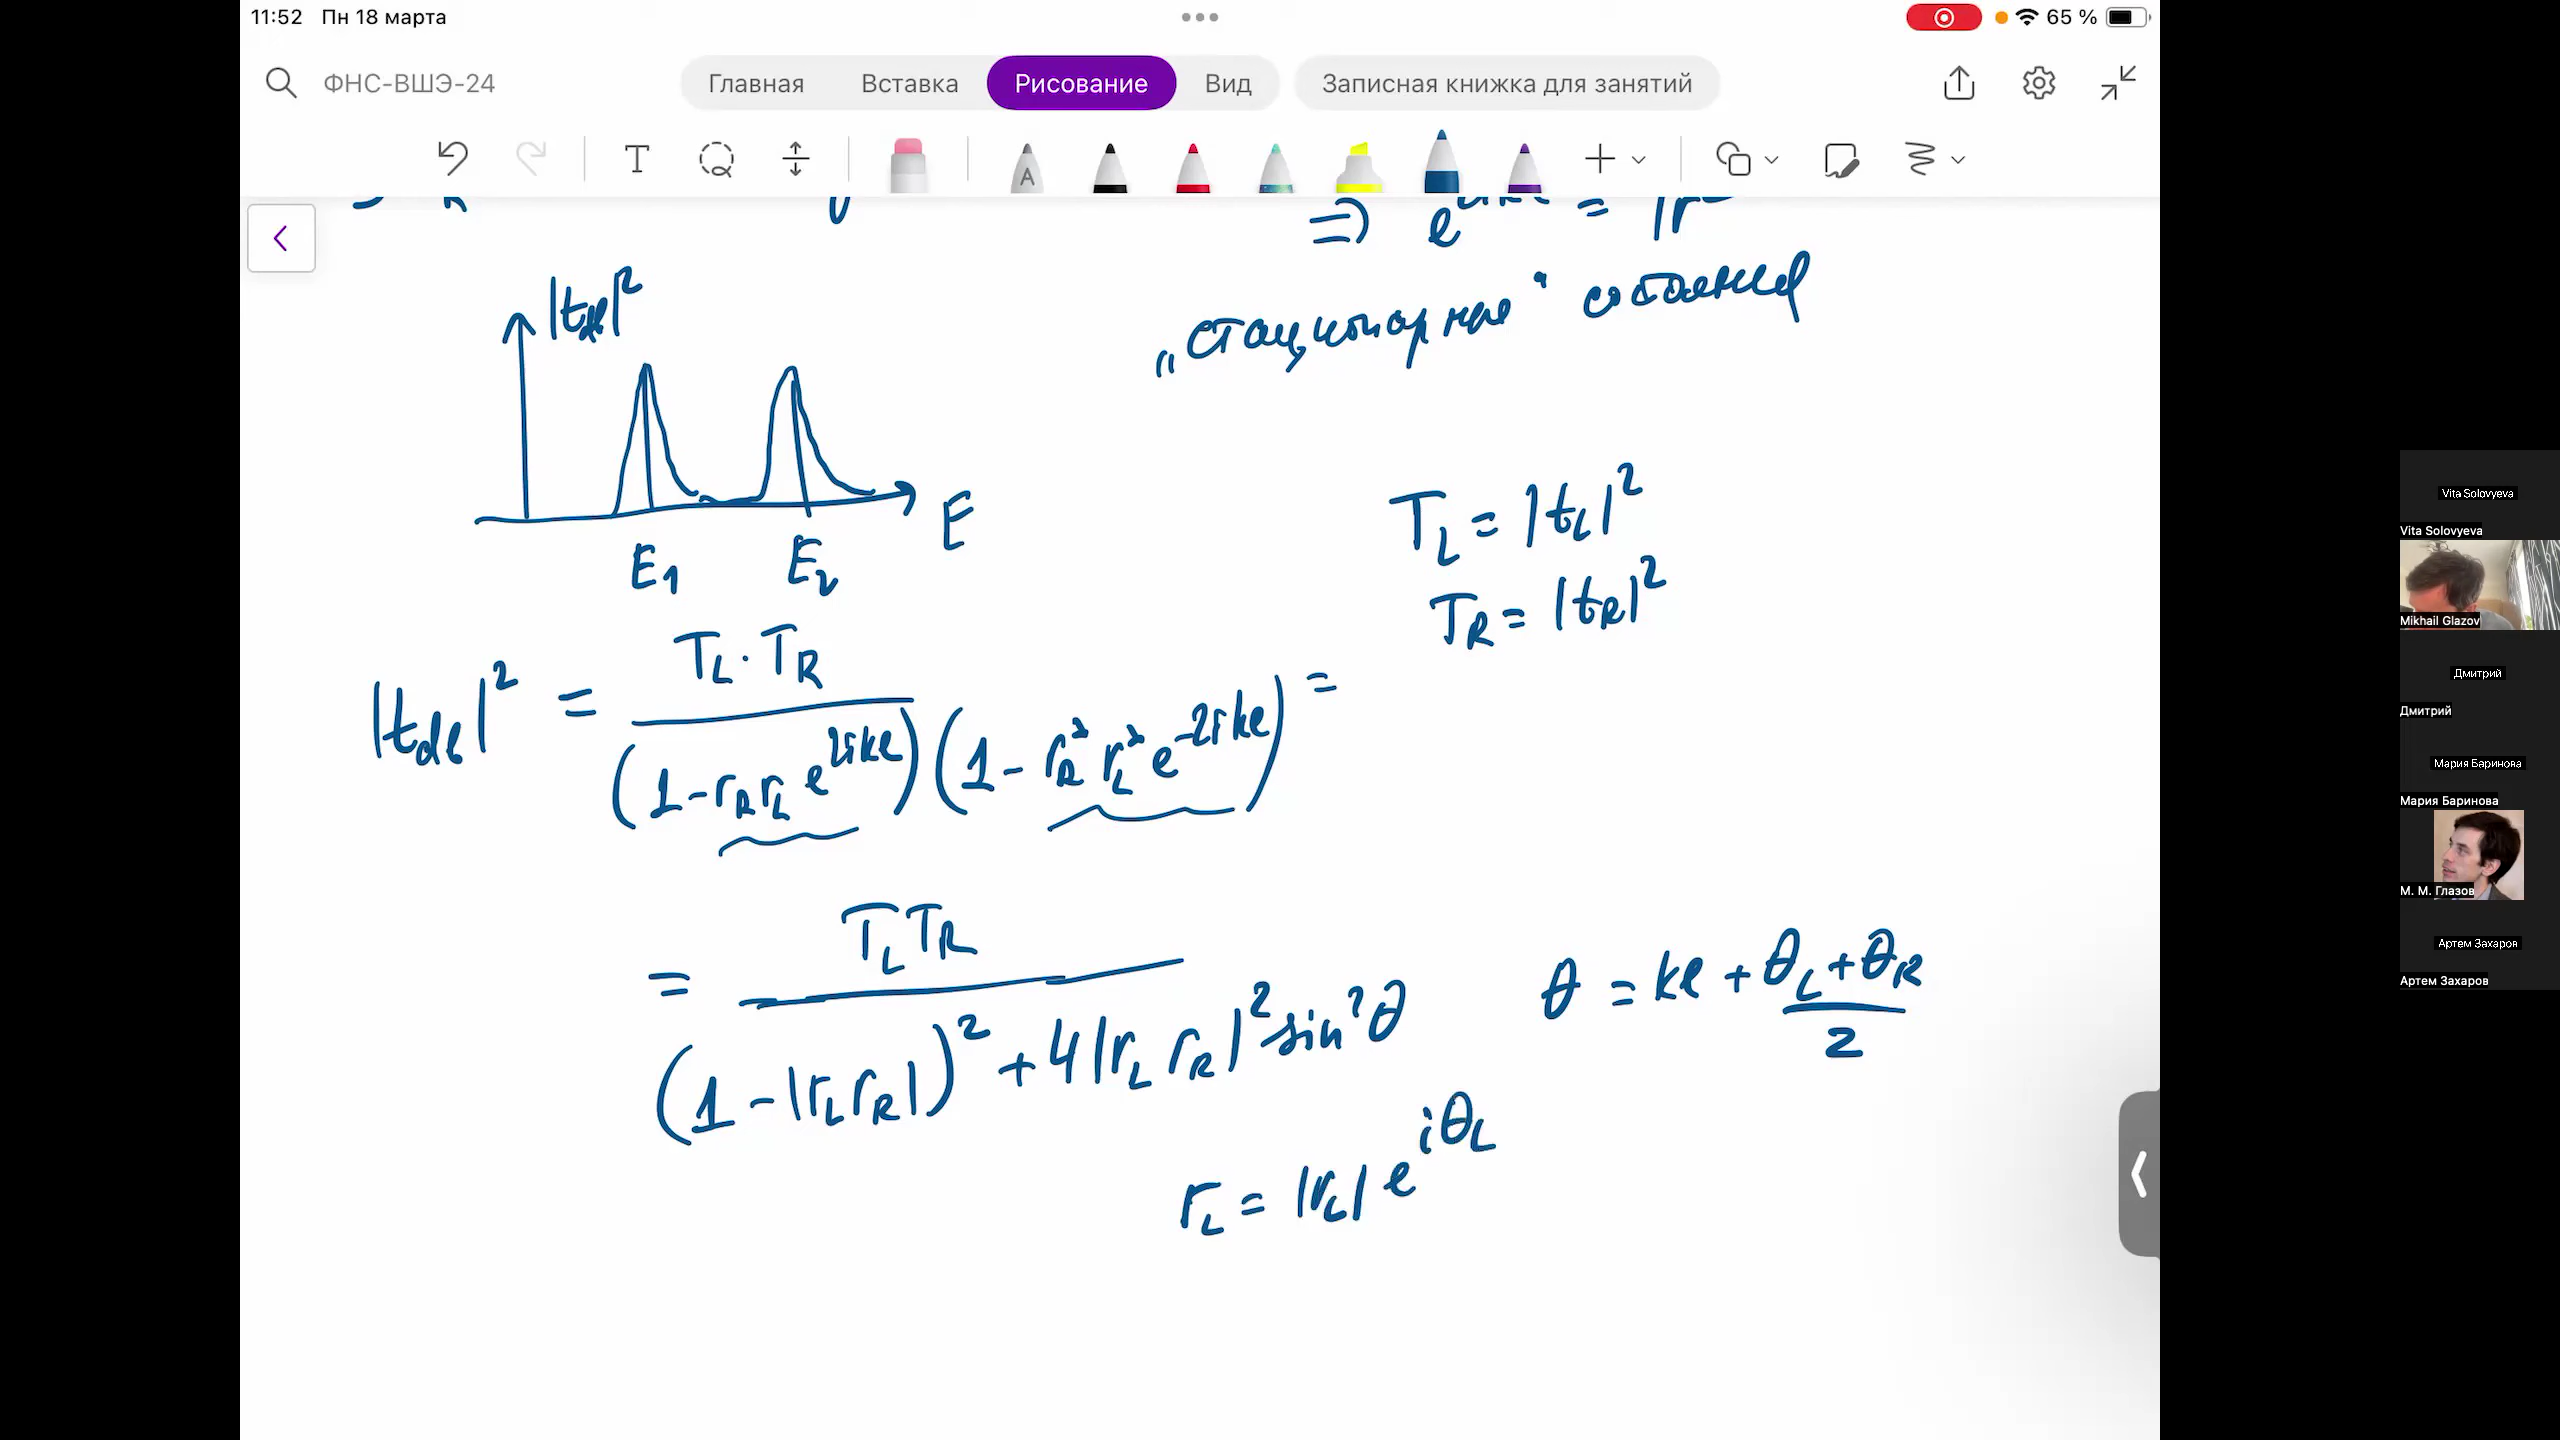 11:52 Пн 18 марта 65 %
ФНС-ВШЭ-24 Главная Вставка Рисование Вид Записная книжка для занятий
T A
=> e =
|t_db|²
„стационарные“ состояния
E
E₁ E₂
T_L = |t_L|²
T_R = |t_R|²
|t_db|² = T_L · T_R / (1 - r_R r_L e^{2ikl}) (1 - r_R^* r_L^* e^{-2ikl}) =
= T_L T_R / (1 - |r_L r_R|)² + 4|r_L r_R|² sin²θ
θ = kl + θ_L + θ_R / 2
r_L = |r_L| e^{iθ_L}
Vita Solovyeva
Vita Solovyeva
Mikhail Glazov
Дмитрий
Дмитрий
Мария Баринова
Мария Баринова
М. М. Глазов
Артем Захаров
Артем Захаров